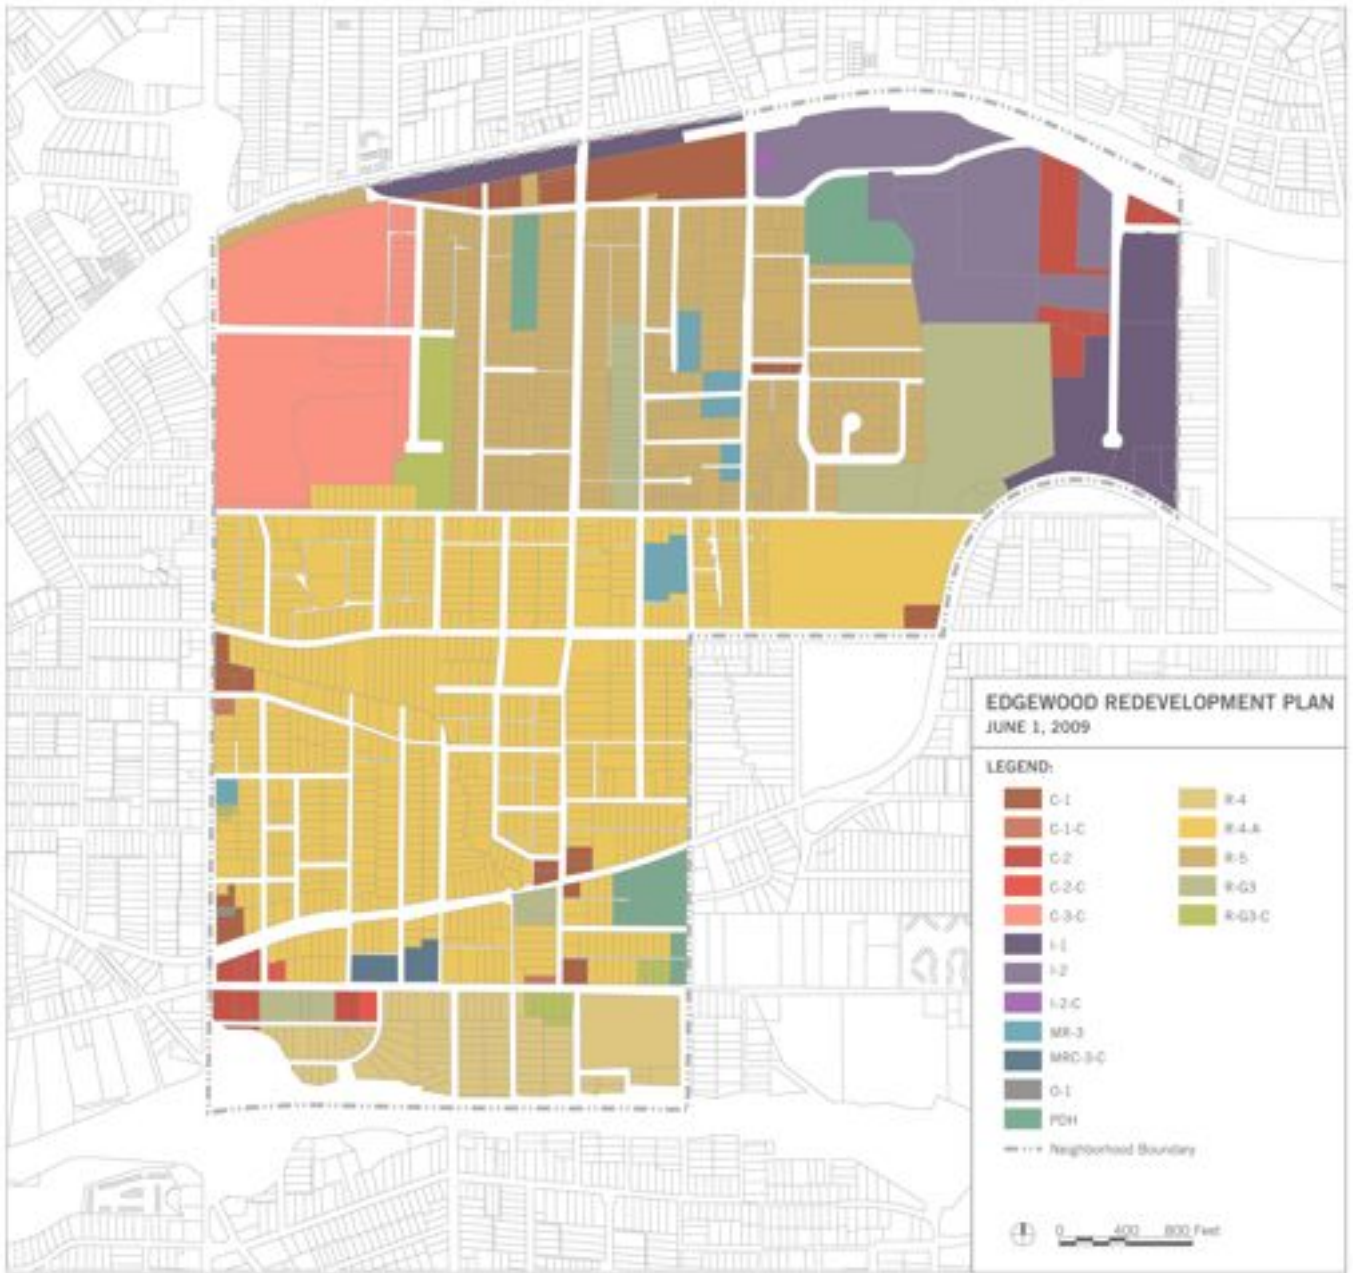 EDGEWOOD REDEVELOPMENT PLAN
JUNE 1, 2009
LEGEND:
C-1
C-1-C
C-2
C-2-C
C-3-C
I-1
I-2
I-2-C
MR-3
MRC-3-C
O-1
PDH
Neighborhood Boundary
R-4
R-4-A
R-5
R-G3
R-G3-C
0 400 800 Feet